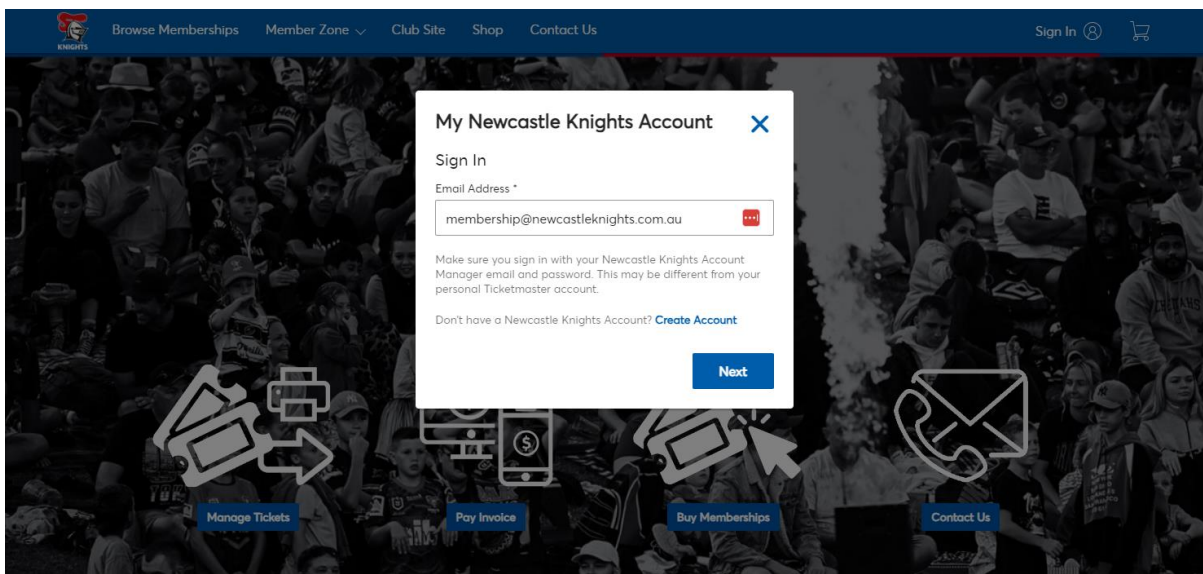 KNIGHTS
Browse Memberships Member Zone Club Site Shop Contact Us Sign In
My Newcastle Knights Account
Sign In
Email Address *
membership@newcastleknights.com.au
Make sure you sign in with your Newcastle Knights Account
Manager email and password. This may be different from your
personal Ticketmaster account.
Don't have a Newcastle Knights Account? Create Account
Next
Manage Tickets
Pay Invoice
Buy Memberships
Contact Us